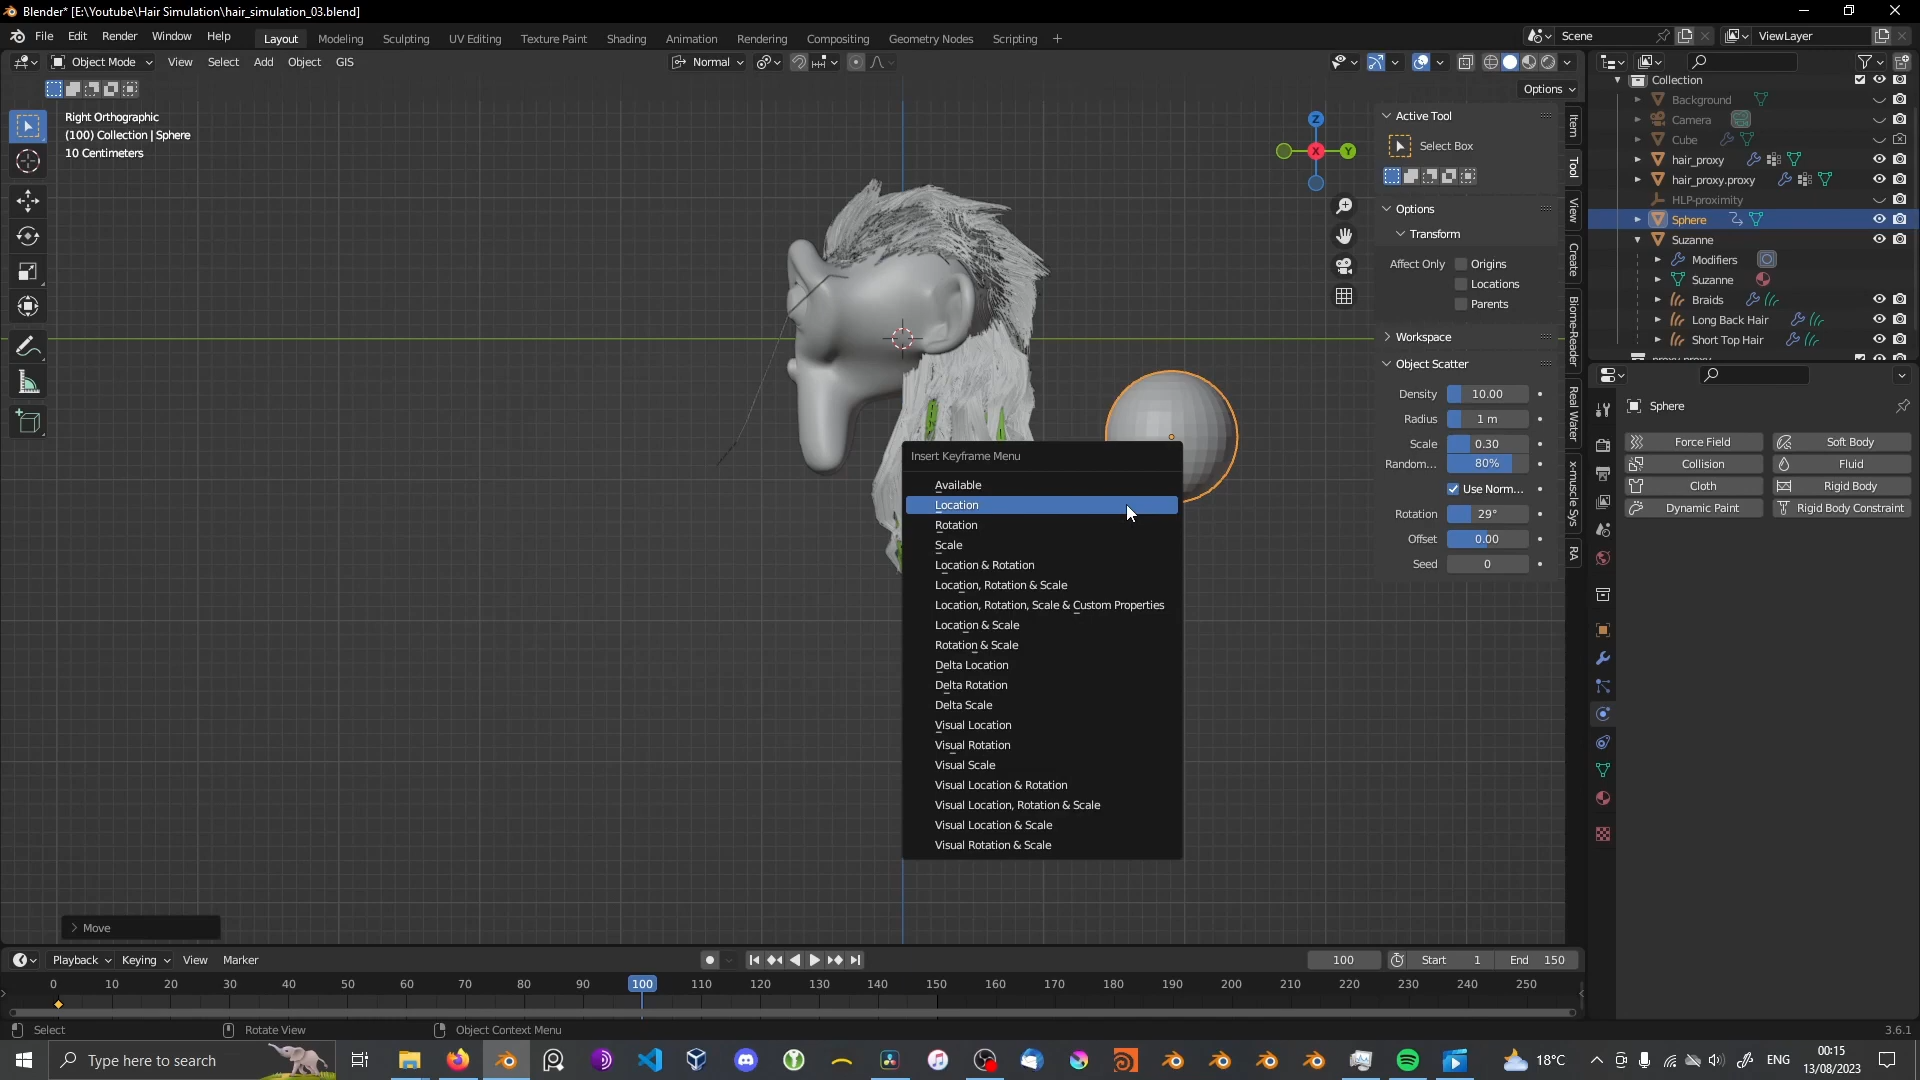 Blender* [E:\Youtube\Hair Simulation\hair_simulation_03.blend]
File Edit Render Window Help Layout Modeling Sculpting UV Editing Texture Paint Shading Animation Rendering Compositing Geometry Nodes Scripting + Scene ViewLayer
Object Mode View Select Add Object GIS Normal
Options
Right Orthographic
(100) Collection | Sphere
10 Centimeters
Z
X
Y
Active Tool
Select Box
Options
Transform
Affect Only Origins
Locations
Parents
Workspace
Object Scatter
Density 10.00
Radius 1 m
Scale 0.30
Random... 80%
Use Norm...
Rotation 29°
Offset 0.00
Seed 0
Item
Tool
View
Create
Biome-Reader
Real Water
x-muscle Sys
RA
Collection
Background
Camera
Cube
hair_proxy
hair_proxy.proxy
HLP-proximity
Sphere
Suzanne
Modifiers
Suzanne
Braids
Long Back Hair
Short Top Hair
Sphere
Force Field Soft Body
Collision Fluid
Cloth Rigid Body
Dynamic Paint Rigid Body Constraint
Insert Keyframe Menu
Available
Location
Rotation
Scale
Location & Rotation
Location, Rotation & Scale
Location, Rotation, Scale & Custom Properties
Location & Scale
Rotation & Scale
Delta Location
Delta Rotation
Delta Scale
Visual Location
Visual Rotation
Visual Scale
Visual Location & Rotation
Visual Location, Rotation & Scale
Visual Location & Scale
Visual Rotation & Scale
Move
Playback Keying View Marker 100 Start 1 End 150
0 10 20 30 40 50 60 70 80 90 100 110 120 130 140 150 160 170 180 190 200 210 220 230 240 250
Select Rotate View Object Context Menu 3.6.1
Type here to search 18°C ENG 00:15
13/08/2023